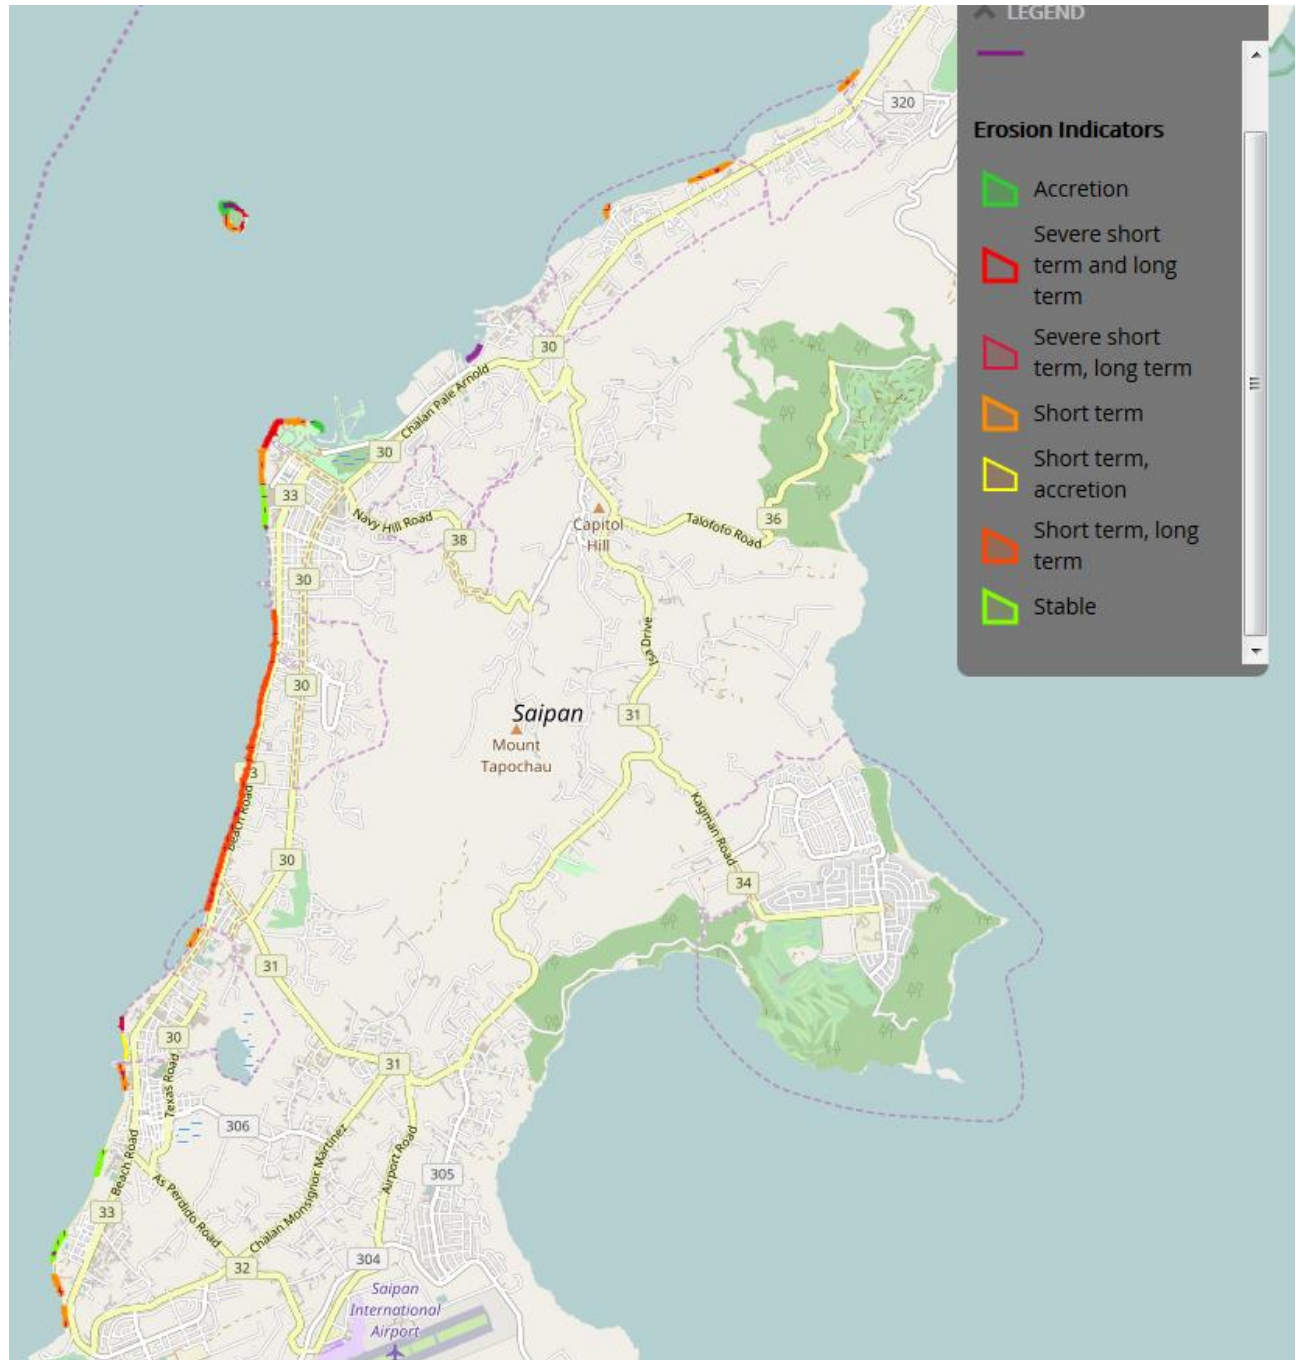 LEGEND
Erosion Indicators
Accretion
Severe short
term and long
term
Severe short
term, long term
Short term
Short term,
accretion
Short term, long
term
Stable
320
30
Chalan Pale Arnold
30
33
Navy Hill Road
38
Capitol
Hill
Talofofo Road
36
30
Isa Drive
30
31
Saipan
Mount
Tapochau
3
Beach Road
Kagman Road
30
34
31
30
31
Texas Road
306
Chalan Monsignor Martinez
Airport Road
305
Beach Road
As Perdido Road
33
32
304
Saipan
International
Airport